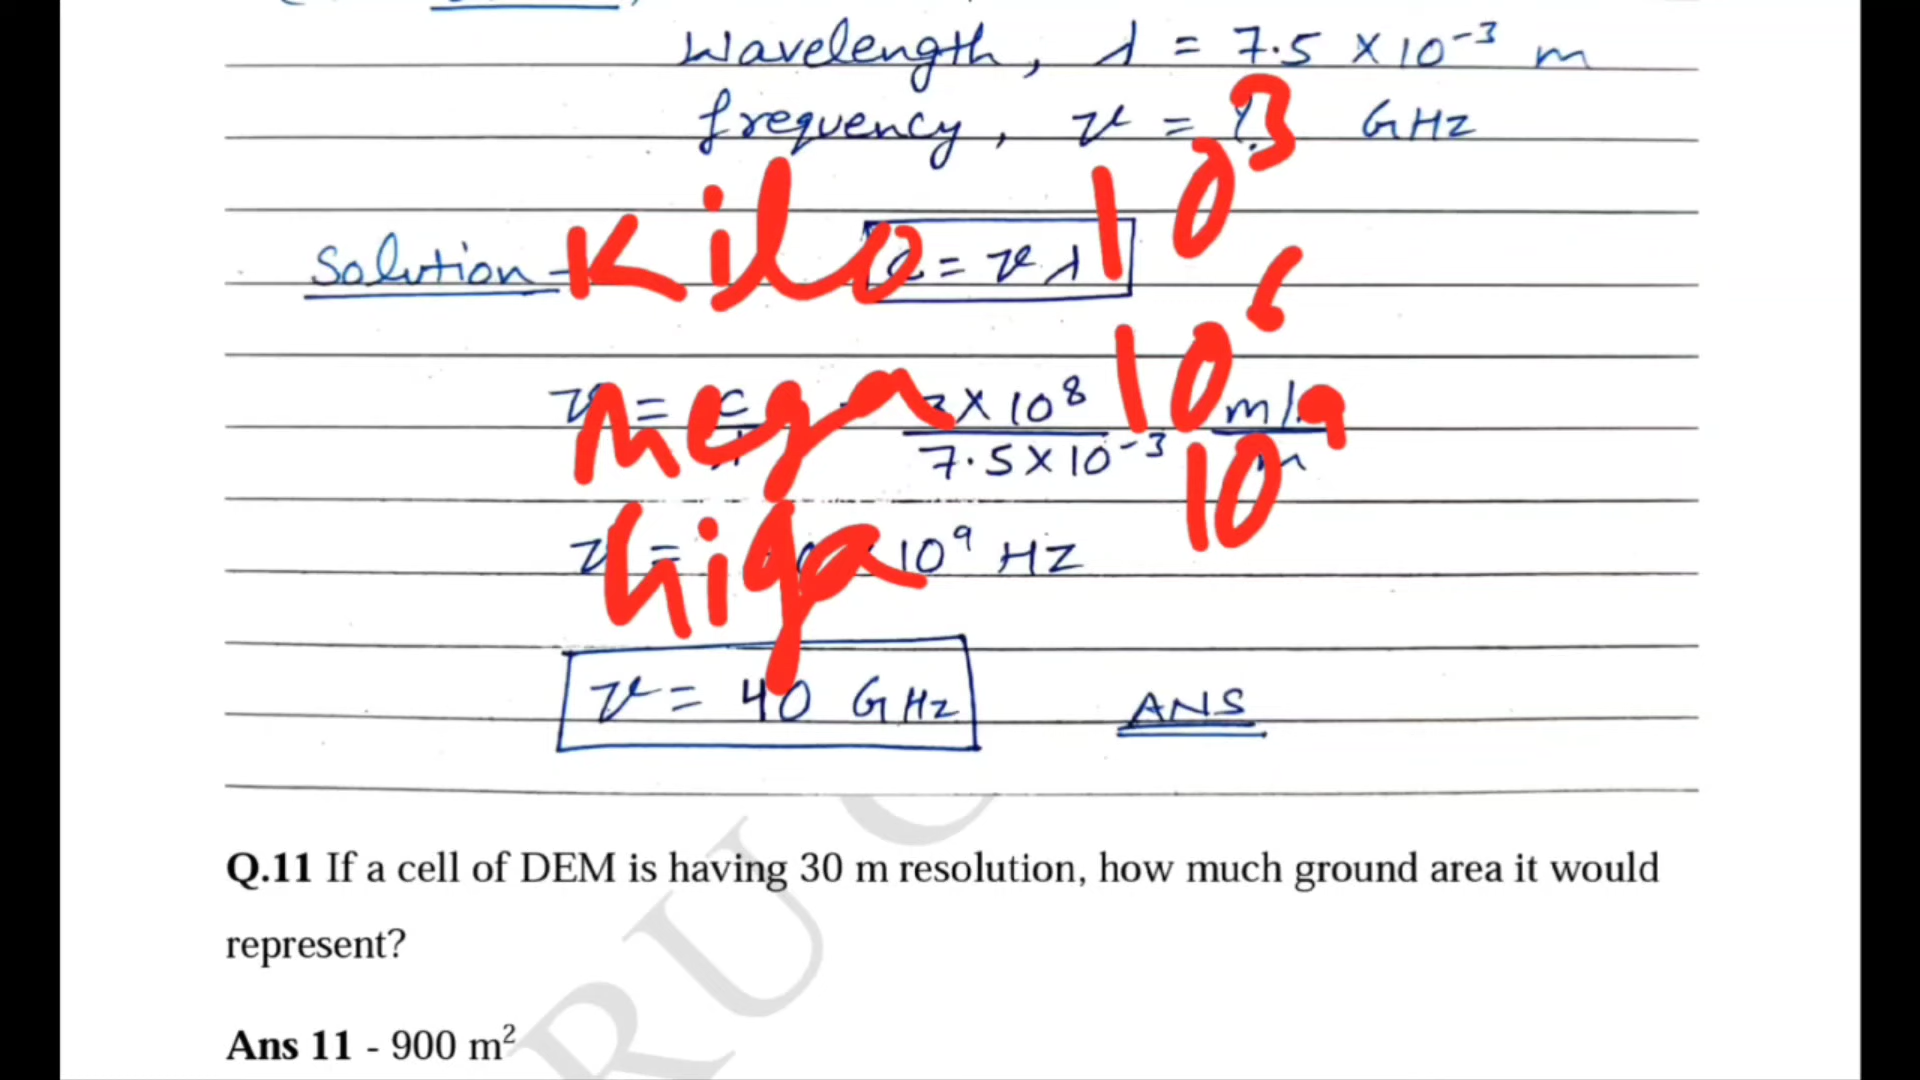 Wavelength, λ = 7.5 × 10⁻³ m
frequency, ν = ? GHz
Kilo 10³
Solution - c = ν λ
10⁶
Mega
ν = c/λ = 3 × 10⁸ / 7.5 × 10⁻³ m/
m
Giga 10⁹
ν = 10⁹ HZ
ν = 40 GHz ANS
RUC
Q.11 If a cell of DEM is having 30 m resolution, how much ground area it would
represent?
Ans 11 - 900 m²